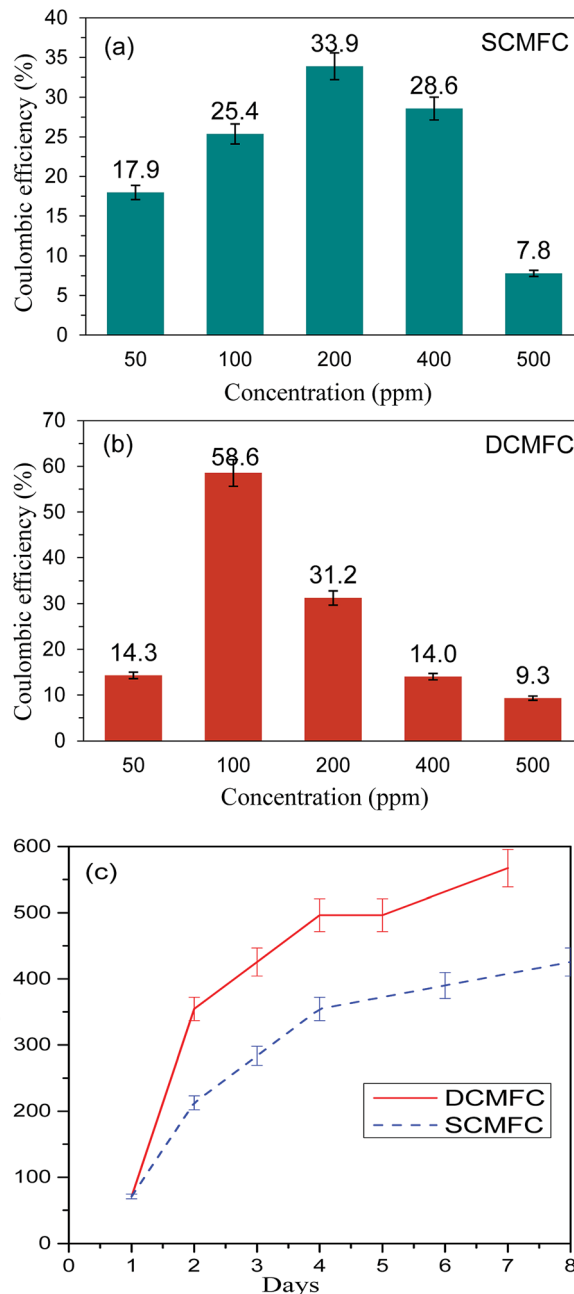 (a)
SCMFC
Coulombic efficiency (%)
40
35
30
25
20
15
10
5
0
17.9
25.4
33.9
28.6
7.8
50 100 200 400 500
Concentration (ppm)
(b)
DCMFC
Coulombic efficiency (%)
70
60
50
40
30
20
10
0
14.3
58.6
31.2
14.0
9.3
50 100 200 400 500
Concentration (ppm)
(c)
600
500
400
300
200
100
0
DCMFC
SCMFC
0 1 2 3 4 5 6 7 8
Days